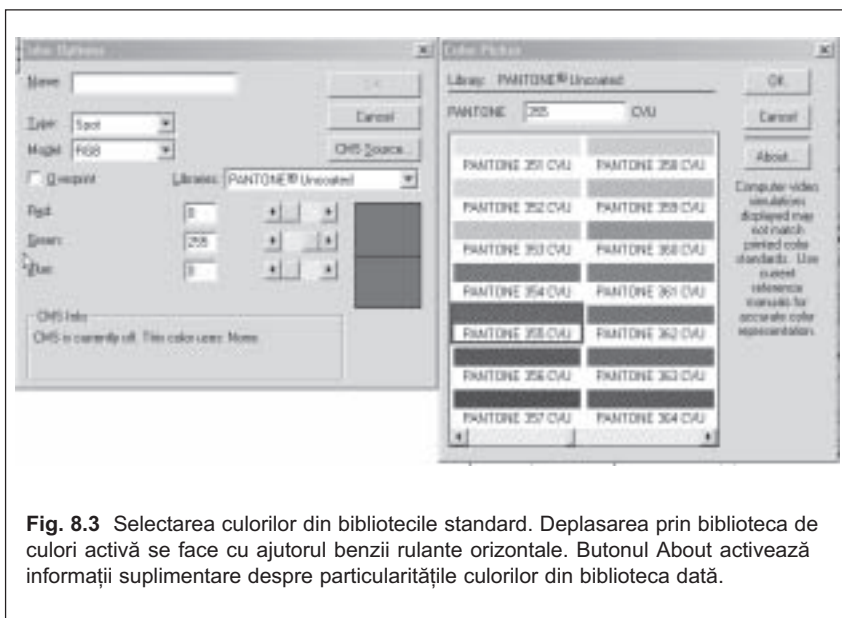 Color Options
Name:
OK
Type: Spot
Cancel
Model: RGB
CMS Source...
Overprint
Libraries: PANTONE® Uncoated
Red: 0
Green: 255
Blue: 0
CMS Info
CMS is currently off. This color uses: None.
Color Picker
Library: PANTONE® Uncoated
OK
PANTONE 355 CVU
Cancel
About...
PANTONE 351 CVU PANTONE 358 CVU
PANTONE 352 CVU PANTONE 359 CVU
PANTONE 353 CVU PANTONE 360 CVU
PANTONE 354 CVU PANTONE 361 CVU
PANTONE 355 CVU PANTONE 362 CVU
PANTONE 356 CVU PANTONE 363 CVU
PANTONE 357 CVU PANTONE 364 CVU
Computer video
simulations
displayed may
not match
printed color
standards. Use
current
reference
manuals for
accurate color
representation.
Fig. 8.3 Selectarea culorilor din bibliotecile standard. Deplasarea prin biblioteca de
culori activă se face cu ajutorul benzii rulante orizontale. Butonul About activează
informații suplimentare despre particularitățile culorilor din biblioteca dată.